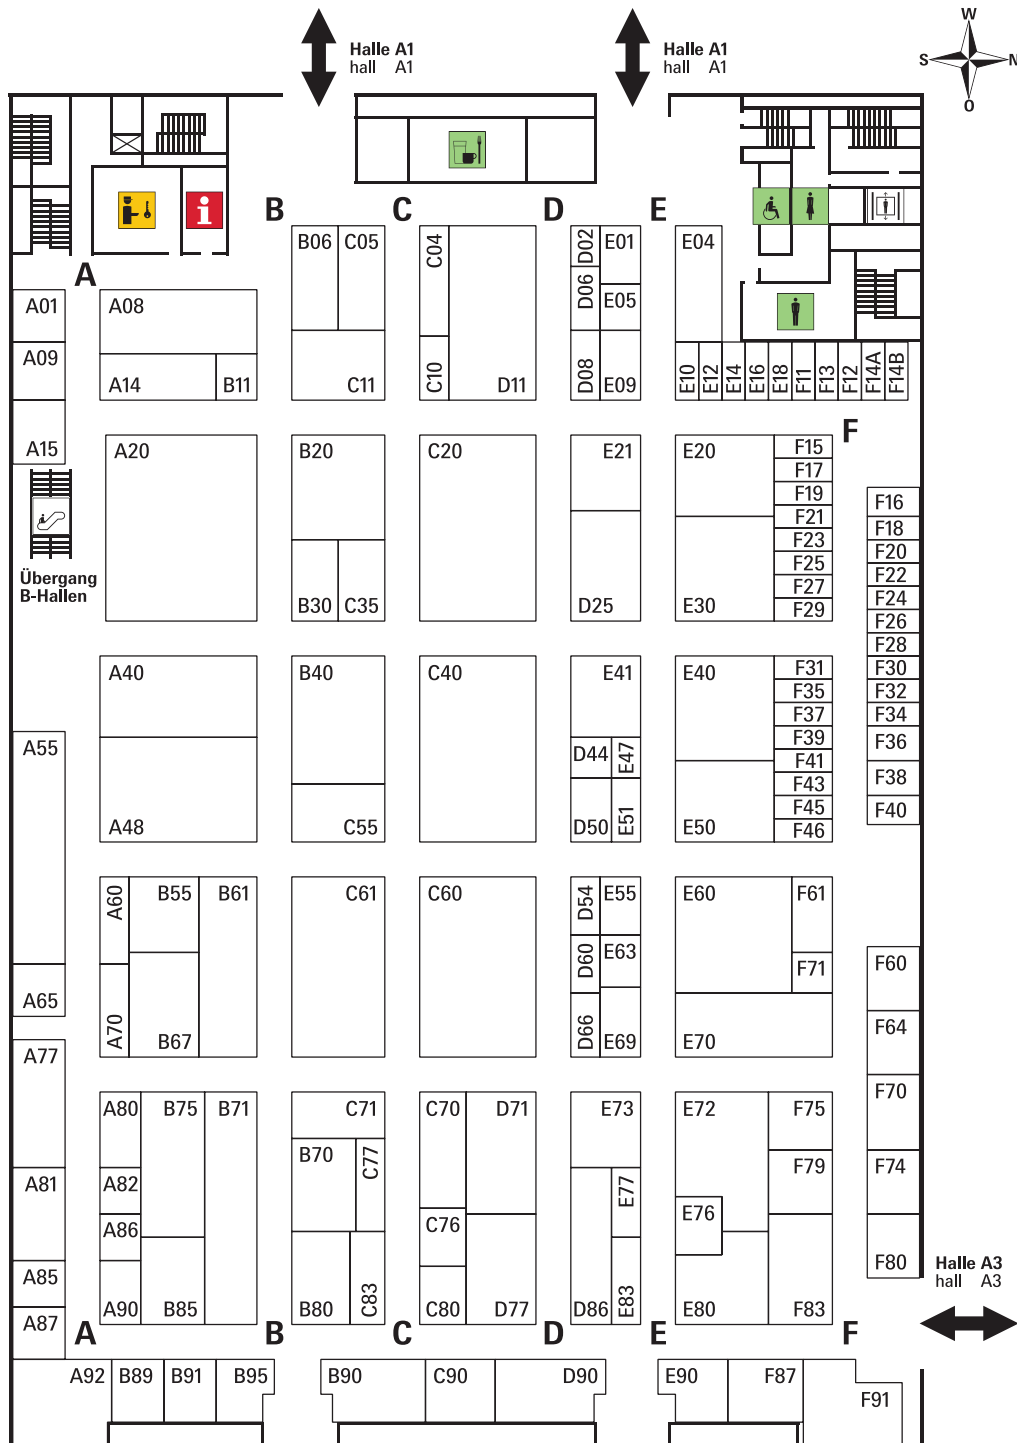 Halle A1
hall A1
Halle A1
hall A1
W
S
N
O
i
B
C
D
E
A
B06
C05
C04
D02
E01
E04
D06
E05
A01
A08
A09
A14
B11
C11
C10
D11
D08
E09
E10
E12
E14
E16
E18
F11
F13
F12
F14A
F14B
A15
F
A20
B20
C20
E21
E20
F15
F17
F19
F21
F23
F25
F27
F29
F16
F18
F20
F22
F24
F26
F28
F30
F32
F34
F36
F38
F40
Übergang
B-Hallen
B30
C35
D25
E30
A40
B40
C40
E41
E40
F31
F35
F37
F39
F41
F43
F45
F46
A55
D44
E47
A48
C55
D50
E51
E50
A60
B55
B61
C61
C60
D54
E55
E60
F61
D60
E63
F71
F60
A65
A70
B67
D66
E69
E70
F64
A77
A80
B75
B71
C71
C70
D71
E73
E72
F75
F70
B70
C77
A81
A82
E77
F79
F74
A86
C76
E76
A85
A90
B85
B80
C83
C80
D77
D86
E83
E80
F83
F80
Halle A3
hall A3
A87
A
B
C
D
E
F
A92
B89
B91
B95
B90
C90
D90
E90
F87
F91